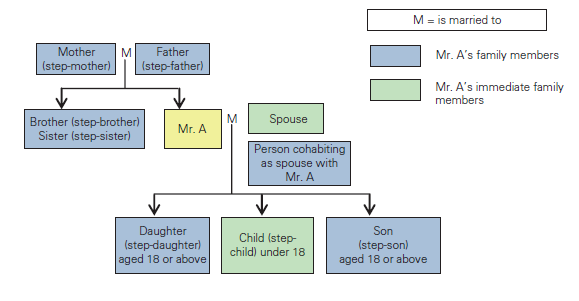 M = is married to
Mother
(step-mother)
M
Father
(step-father)
Mr. A's family members
Mr. A's immediate family
members
Brother (step-brother)
Sister (step-sister)
Mr. A
M
Spouse
Person cohabiting
as spouse with
Mr. A
Daughter
(step-daughter)
aged 18 or above
Child (step-
child) under 18
Son
(step-son)
aged 18 or above